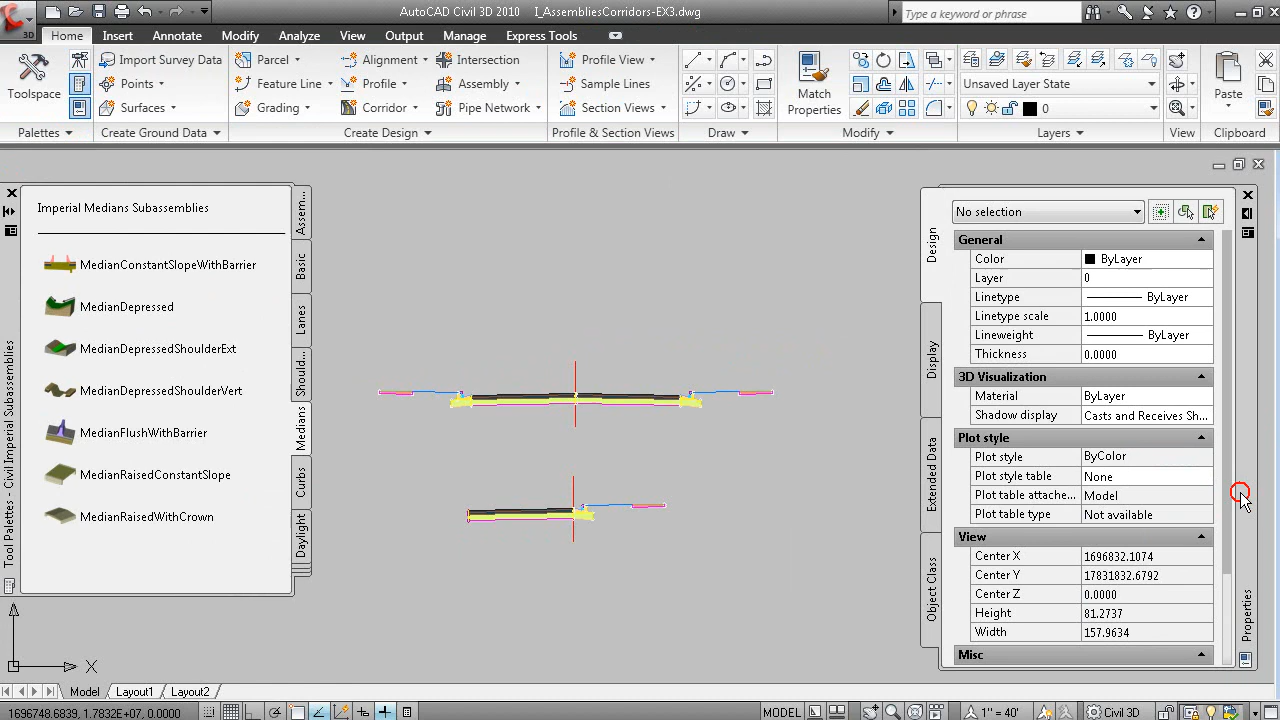 AutoCAD Civil 3D 2010 I_AssembliesCorridors-EX3.dwg
Type a keyword or phrase
3D
Home Insert Annotate Modify Analyze View Output Manage Express Tools
Toolspace
Palettes
Import Survey Data
Points
Surfaces
Create Ground Data
Parcel
Feature Line
Grading
Alignment
Profile
Corridor
Intersection
Assembly
Pipe Network
Create Design
Profile View
Sample Lines
Section Views
Profile & Section Views
Draw
Match
Properties
Modify
Unsaved Layer State
0
Layers
View
Paste
Clipboard
Tool Palettes - Civil Imperial Subassemblies
Imperial Medians Subassemblies
MedianConstantSlopeWithBarrier
MedianDepressed
MedianDepressedShoulderExt
MedianDepressedShoulderVert
MedianFlushWithBarrier
MedianRaisedConstantSlope
MedianRaisedWithCrown
Assem...
Basic
Lanes
Should...
Medians
Curbs
Daylight
Design
Display
Extended Data
Object Class
No selection
General
Color ByLayer
Layer 0
Linetype ByLayer
Linetype scale 1.0000
Lineweight ByLayer
Thickness 0.0000
3D Visualization
Material ByLayer
Shadow display Casts and Receives Sh...
Plot style
Plot style ByColor
Plot style table None
Plot table attache... Model
Plot table type Not available
View
Center X 1696832.1074
Center Y 17831832.6792
Center Z 0.0000
Height 81.2737
Width 157.9634
Misc
Properties
X
Model Layout1 Layout2
1696748.6839, 1.7832E+07, 0.0000
MODEL
1" = 40'
Civil 3D